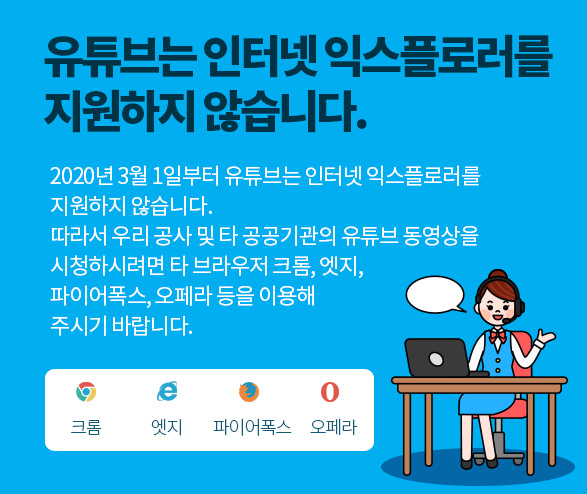 유튜브는 인터넷 익스플로러를
지원하지 않습니다.
2020년 3월 1일부터 유튜브는 인터넷 익스플로러를
지원하지 않습니다.
따라서 우리 공사 및 타 공공기관의 유튜브 동영상을
시청하시려면 타 브라우저 크롬, 엣지,
파이어폭스, 오페라 등을 이용해
주시기 바랍니다.
크롬 엣지 파이어폭스 오페라